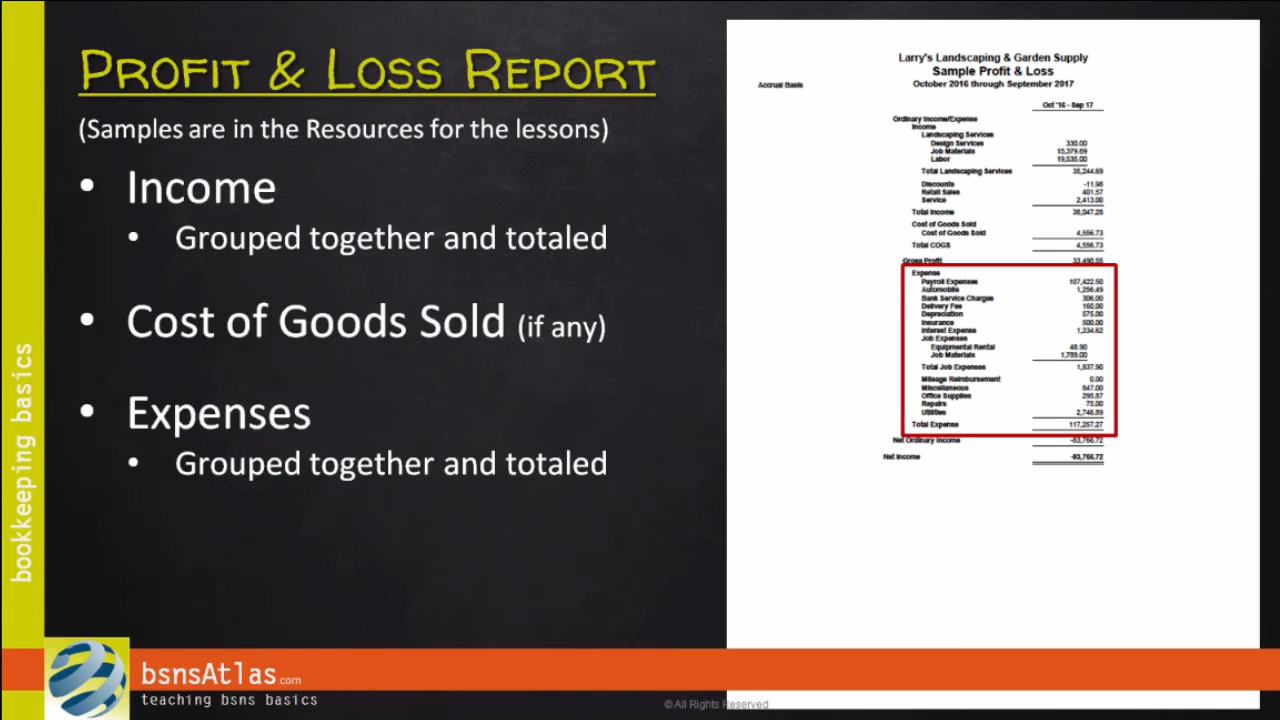 PROFIT & LOSS REPORT
(Samples are in the Resources for the lessons)
• Income
• Grouped together and totaled
• Cost of Goods Sold (if any)
• Expenses
• Grouped together and totaled
bookkeeping basics
Larry's Landscaping & Garden Supply
Sample Profit & Loss
October 2016 through September 2017
Accrual Basis
Oct '16 - Sep 17
Ordinary Income/Expense
Income
Landscaping Services
Design Services 330.00
Job Materials 15,379.69
Labor 19,535.00
Total Landscaping Services 35,244.69
Discounts -11.98
Retail Sales 401.57
Service 2,413.00
Total Income 38,047.28
Cost of Goods Sold
Cost of Goods Sold 4,556.73
Total COGS 4,556.73
Gross Profit 33,490.55
Expense
Payroll Expenses 107,422.50
Automobile 1,256.49
Bank Service Charges 306.00
Delivery Fee 160.00
Depreciation 575.00
Insurance 500.00
Interest Expense 1,234.62
Job Expenses
Equipmental Rental 48.90
Job Materials 1,789.00
Total Job Expenses 1,837.90
Mileage Reimbursement 0.00
Miscellaneous 847.00
Office Supplies 295.87
Repairs 75.00
Utilities 2,746.89
Total Expense 117,257.27
Net Ordinary Income -83,766.72
Net Income -83,766.72
bsnsAtlas.com
teaching bsns basics
© All Rights Reserved